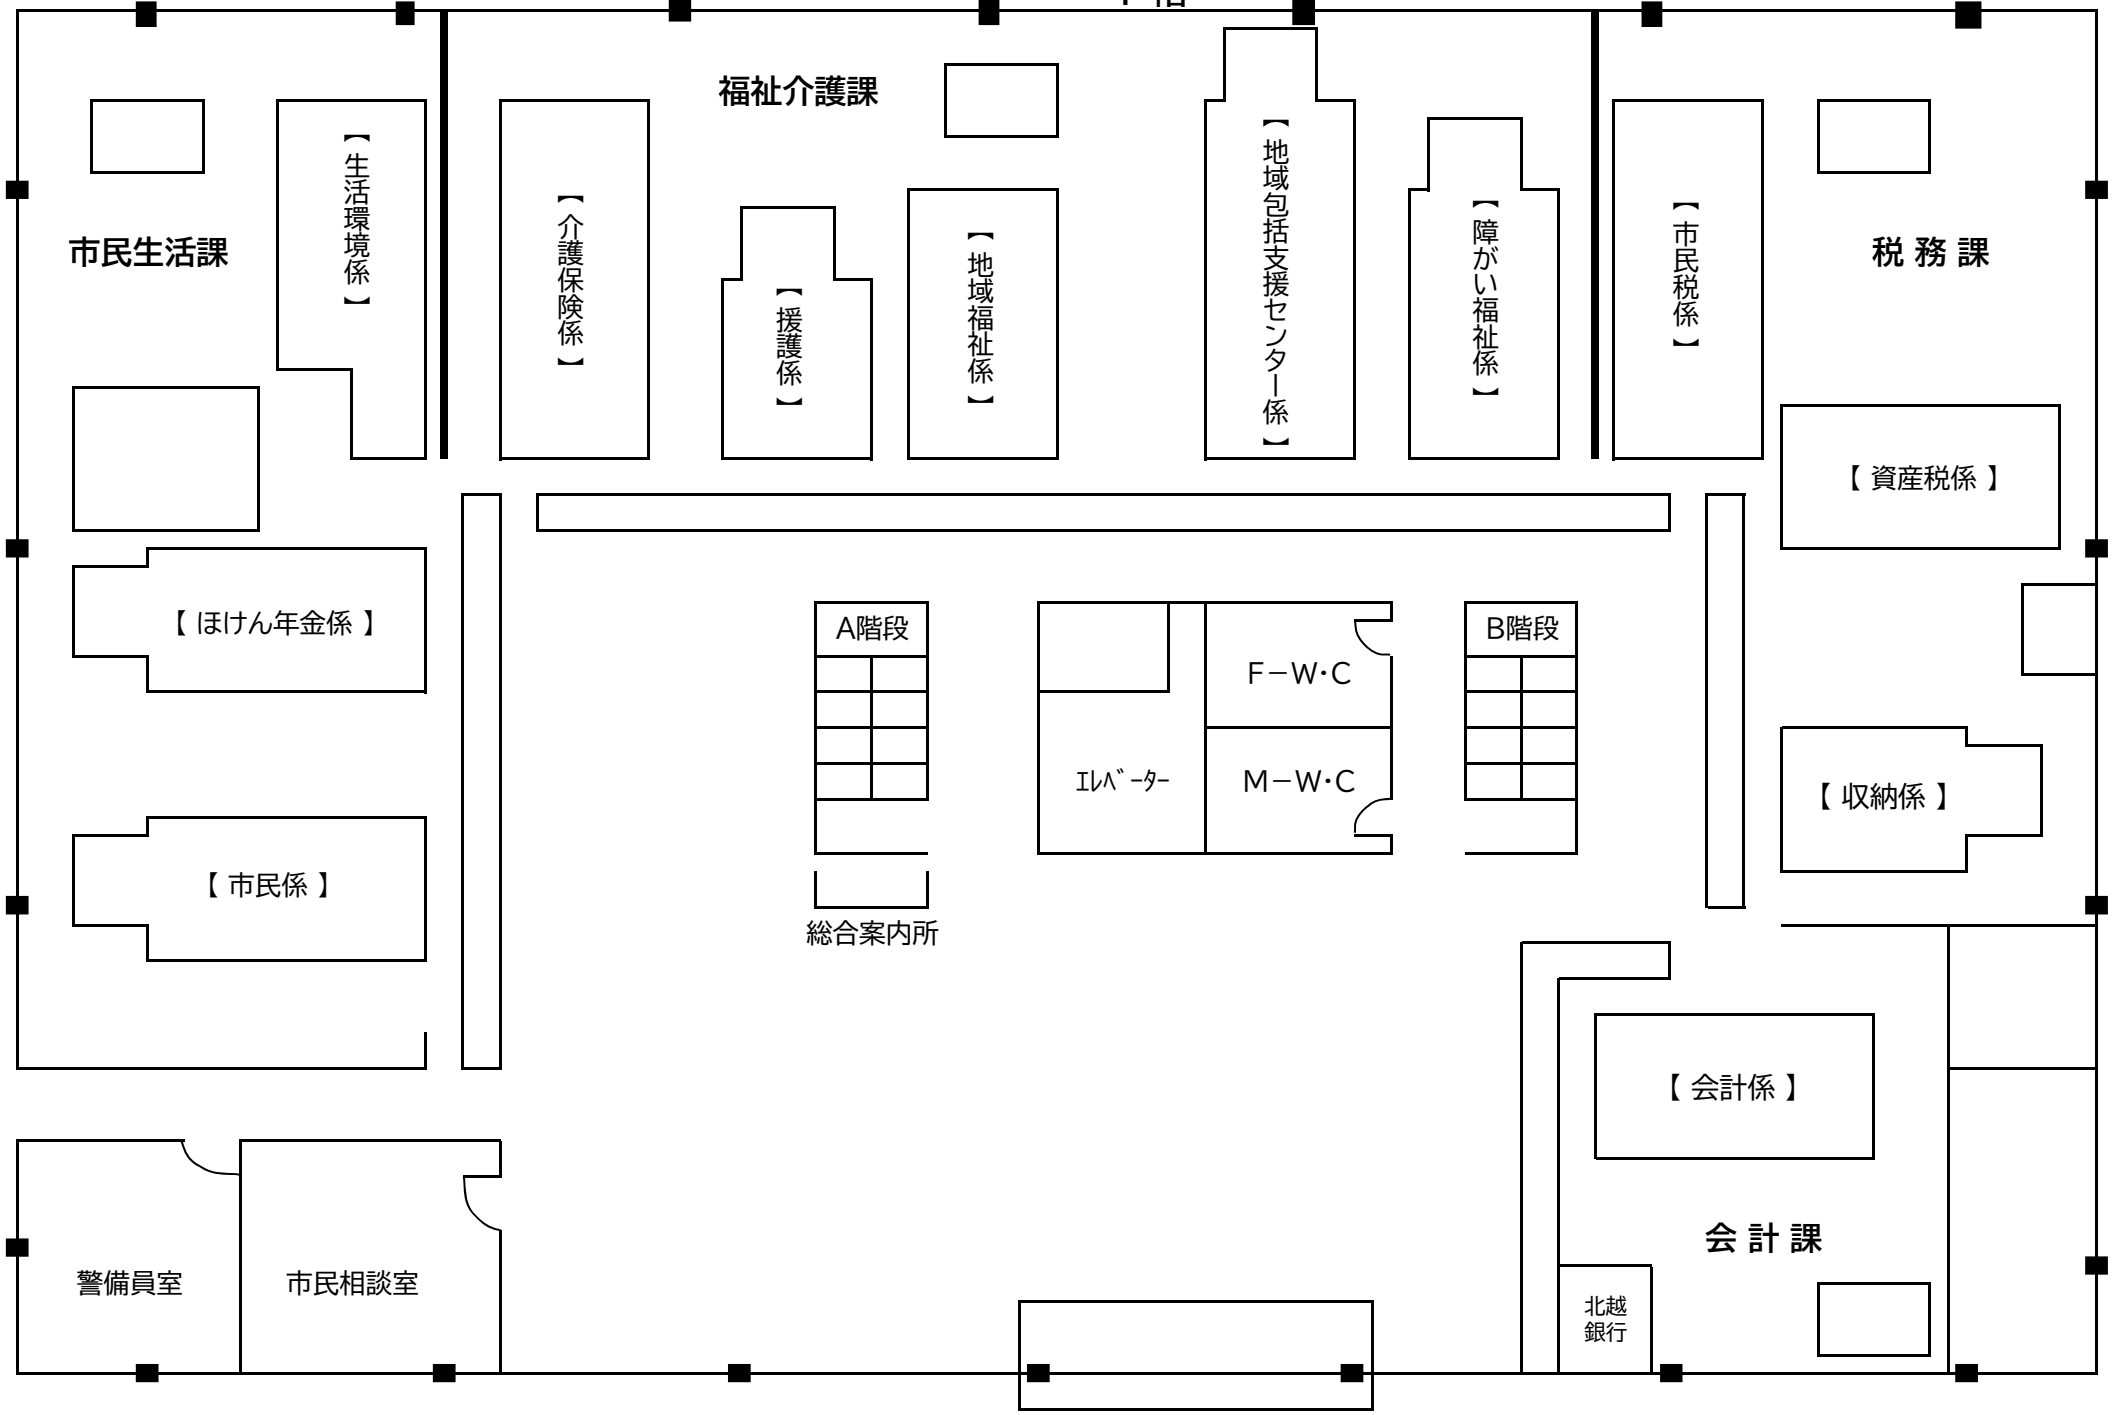 福祉介護課
【 生活環境係 】
市民生活課
【 介護保険係 】
【 援護係 】
【 地域福祉係 】
【 地域包括支援センター係 】
【 障がい福祉係 】
【 市民税係 】
税 務 課
【 資産税係 】
【 ほけん年金係 】
A階段
F－W・C
B階段
ｴﾚﾍﾞｰﾀｰ
M－W・C
【 収納係 】
【 市民係 】
総合案内所
【 会計係 】
会 計 課
警備員室
市民相談室
北越
銀行